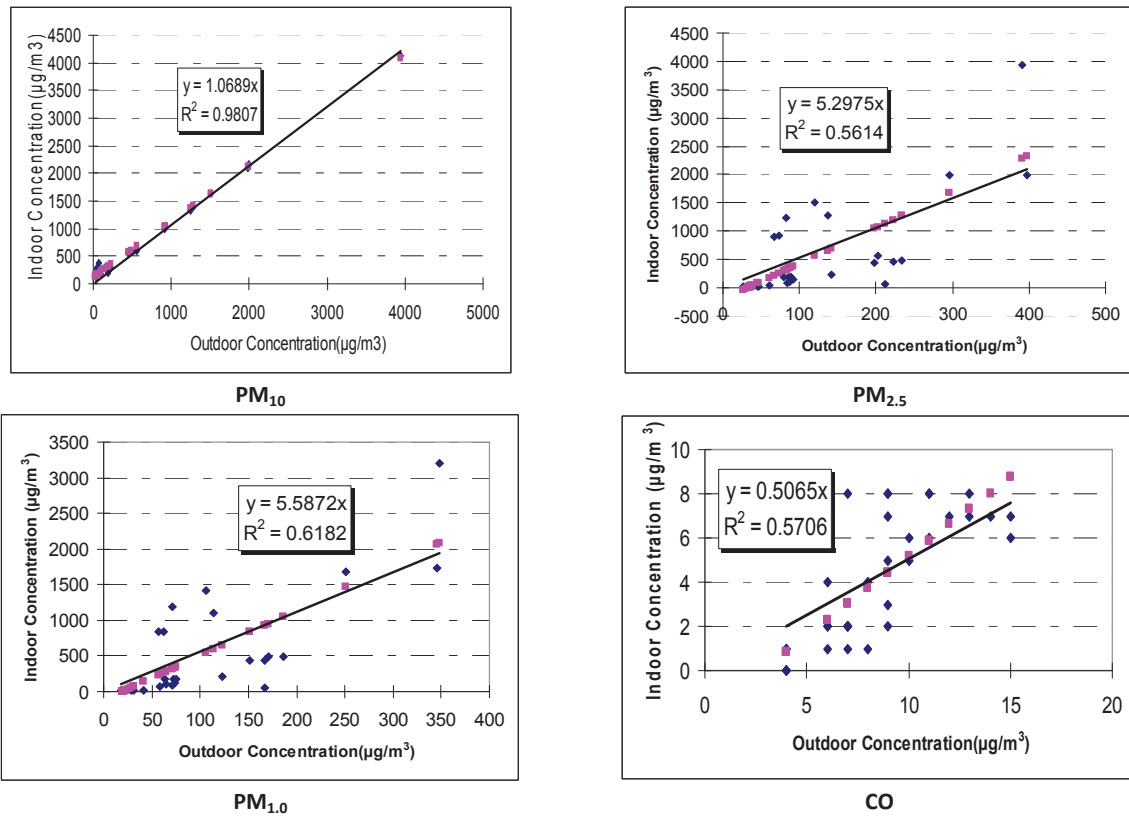 Indoor Concentration(µg/m3)
4500
4000
3500
3000
2500
2000
1500
1000
500
0
y = 1.0689x
R² = 0.9807
0 1000 2000 3000 4000 5000
Outdoor Concentration(µg/m3)
PM₁₀
Indoor Concentration (µg/m³)
4500
4000
3500
3000
2500
2000
1500
1000
500
0
-500
y = 5.2975x
R² = 0.5614
0 100 200 300 400 500
Outdoor Concentration(µg/m³)
PM₂.₅
Indoor Concentration (µg/m³)
3500
3000
2500
2000
1500
1000
500
0
y = 5.5872x
R² = 0.6182
0 50 100 150 200 250 300 350 400
Outdoor Concentration(µg/m³)
PM₁.₀
Indoor Concentration (µg/m³)
10
8
6
4
2
0
y = 0.5065x
R² = 0.5706
0 5 10 15 20
Outdoor Concentration(µg/m³)
CO